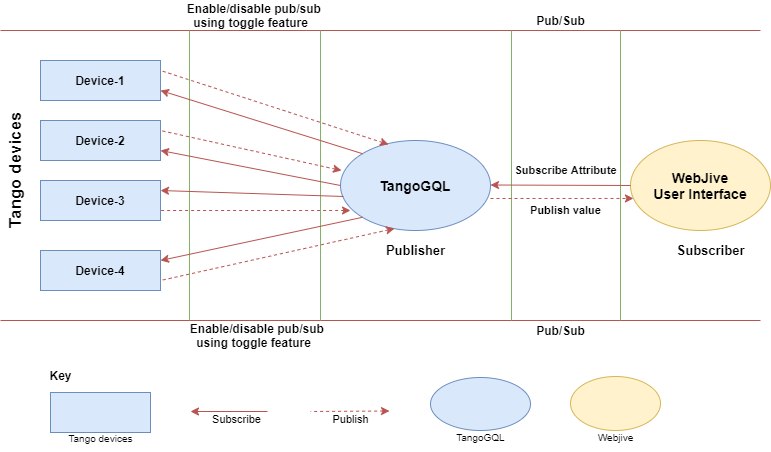 Enable/disable pub/sub
using toggle feature
Pub/Sub
Tango devices
Device-1
Device-2
Device-3
Device-4
TangoGQL
Publisher
Subscribe Attribute
Publish value
WebJive
User Interface
Subscriber
Enable/disable pub/sub
using toggle feature
Pub/Sub
Key
Tango devices
Subscribe
Publish
TangoGQL
Webjive